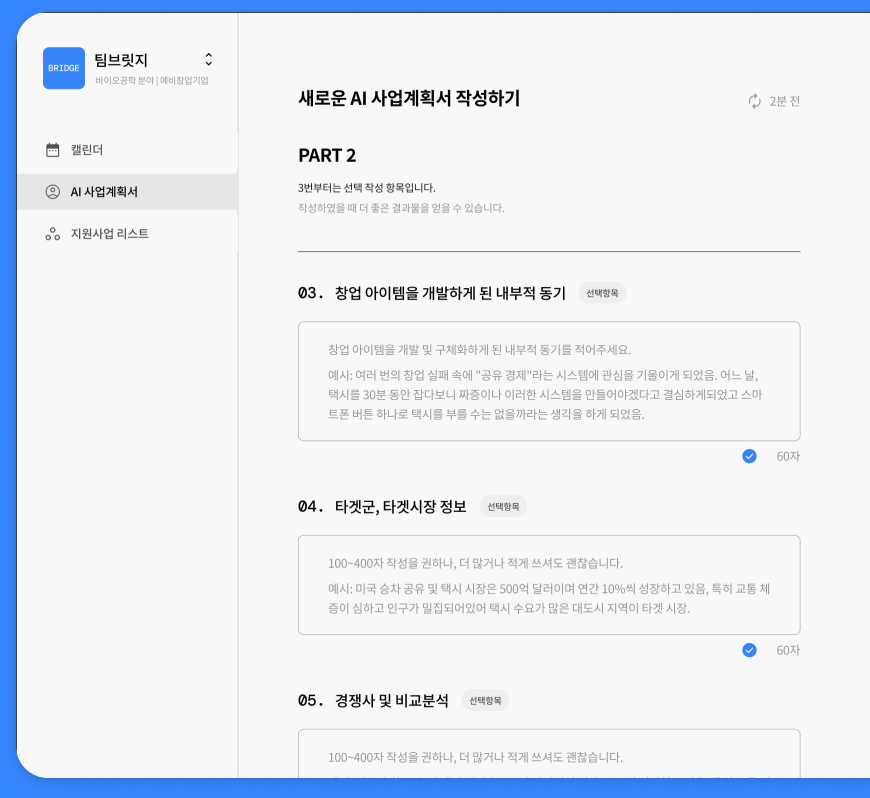 BRIDGE
팀브릿지
바이오공학 분야 | 예비창업기업
캘린더
AI 사업계획서
지원사업 리스트
새로운 AI 사업계획서 작성하기
2분 전
PART 2
3번부터는 선택 작성 항목입니다.
작성하였을 때 더 좋은 결과물을 얻을 수 있습니다.
03. 창업 아이템을 개발하게 된 내부적 동기 선택항목
창업 아이템을 개발 및 구체화하게 된 내부적 동기를 적어주세요.
예시: 여러 번의 창업 실패 속에 "공유 경제"라는 시스템에 관심을 기울이게 되었음. 어느 날,
택시를 30분 동안 잡다보니 짜증이나 이러한 시스템을 만들어야겠다고 결심하게되었고 스마
트폰 버튼 하나로 택시를 부를 수는 없을까라는 생각을 하게 되었음.
60자
04. 타겟군, 타겟시장 정보 선택항목
100~400자 작성을 권하나, 더 많거나 적게 쓰셔도 괜찮습니다.
예시: 미국 승차 공유 및 택시 시장은 500억 달러이며 연간 10%씩 성장하고 있음, 특히 교통 체
증이 심하고 인구가 밀집되어있어 택시 수요가 많은 대도시 지역이 타겟 시장.
60자
05. 경쟁사 및 비교분석 선택항목
100~400자 작성을 권하나, 더 많거나 적게 쓰셔도 괜찮습니다.